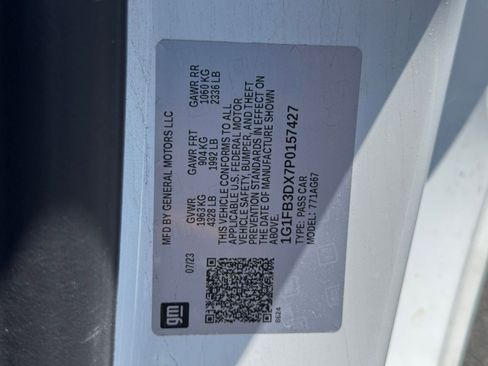 MFD BY GENERAL MOTORS LLC
07/23
GVWR
1963 KG
4328 LB
GAWR FRT
904 KG
1992 LB
GAWR RR
1060 KG
2336 LB
THIS VEHICLE CONFORMS TO ALL
APPLICABLE U.S. FEDERAL MOTOR
VEHICLE SAFETY, BUMPER, AND THEFT
PREVENTION STANDARDS IN EFFECT ON
THE DATE OF MANUFACTURE SHOWN
ABOVE.
1G1FB3DX7P0157427
TYPE: PASS CAR
MODEL: 771AG67
gm
8624